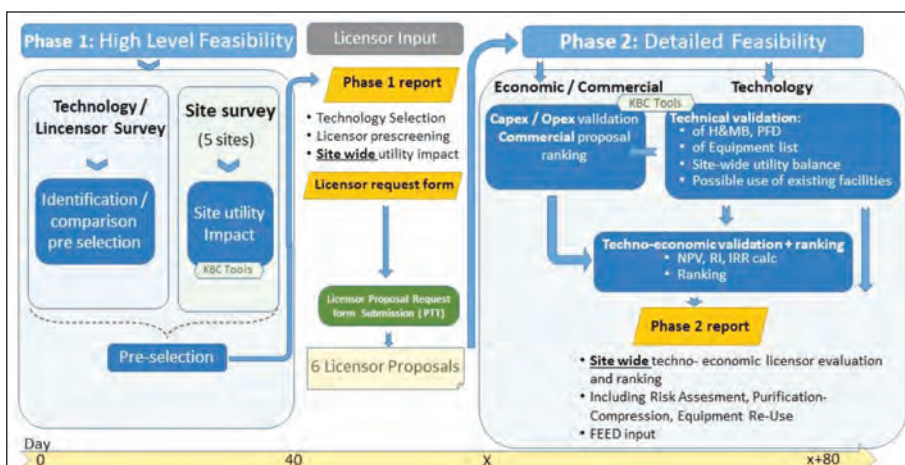 Phase 1: High Level Feasibility
Technology /
Lincensor Survey
Identification /
comparison
pre selection
Site survey
(5 sites)
Site utility
Impact
KBC Tools
Pre-selection
Licensor Input
Phase 1 report
• Technology Selection
• Licensor prescreening
• Site wide utility impact
Licensor request form
Licensor Proposal Request
form Submission (PTT)
6 Licensor Proposals
Phase 2: Detailed Feasibility
Economic / Commercial
Technology
KBC Tools
Capex / Opex validation
Commercial proposal
ranking
Technical validation:
• of H&MB, PFD
• of Equipment list
• Site-wide utility balance
• Possible use of existing facilities
Techno-economic validation + ranking
• NPV, RI, IRR calc
• Ranking
Phase 2 report
• Site wide techno- economic licensor evaluation
and ranking
• Including Risk Assesment, Purification-
Compression, Equipment Re-Use
• FEED input
Day
0 40 X x+80